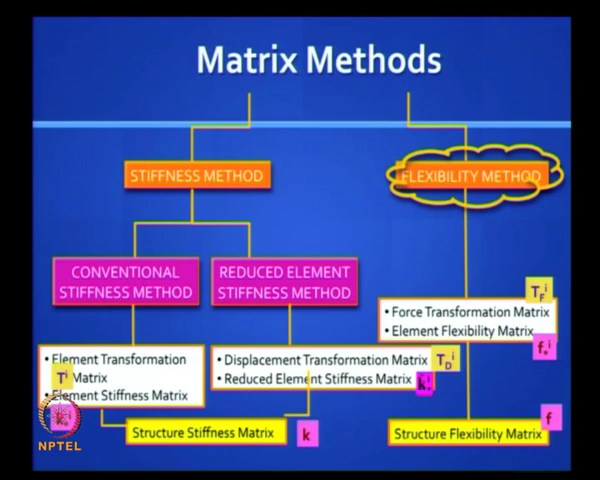 Matrix Methods
STIFFNESS METHOD
FLEXIBILITY METHOD
CONVENTIONAL
STIFFNESS METHOD
REDUCED ELEMENT
STIFFNESS METHOD
T_F^i
• Force Transformation Matrix
• Element Flexibility Matrix
f_*^i
• Element Transformation
T^i Matrix
• Element Stiffness Matrix
• Displacement Transformation Matrix T_D^i
• Reduced Element Stiffness Matrix
NPTEL
Structure Stiffness Matrix k
Structure Flexibility Matrix f